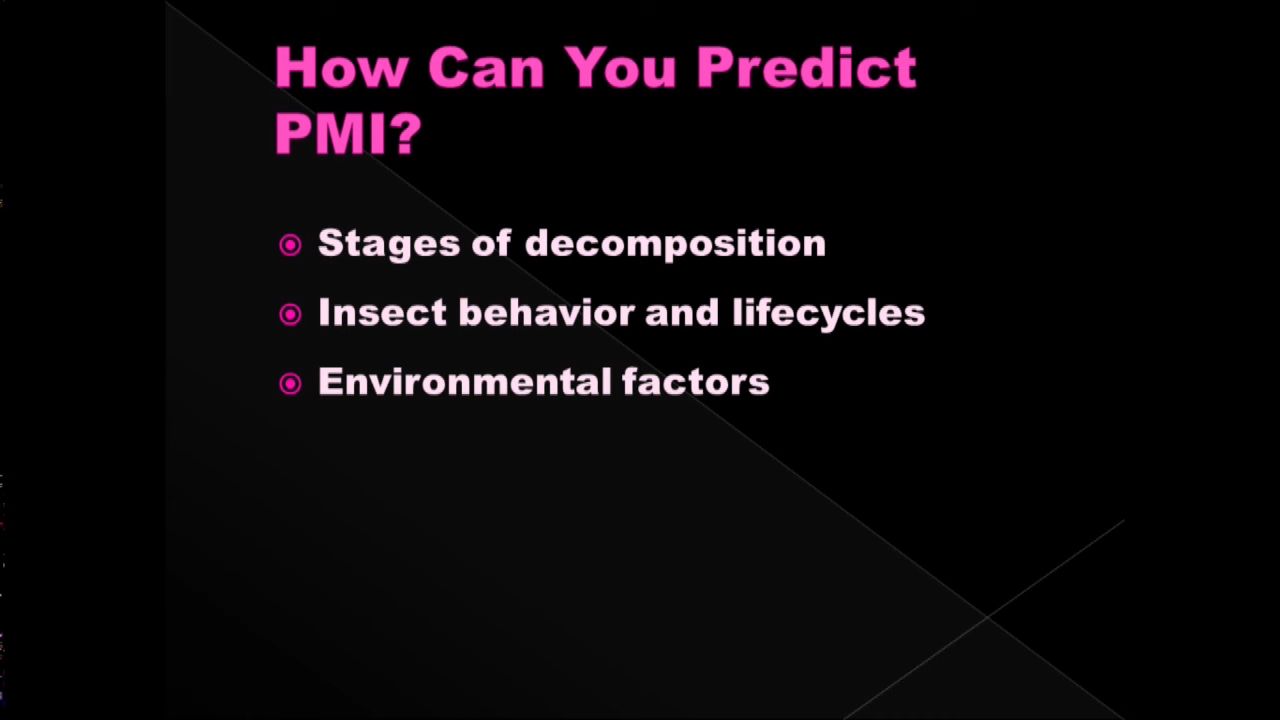 How Can You Predict
PMI?
Stages of decomposition
Insect behavior and lifecycles
Environmental factors